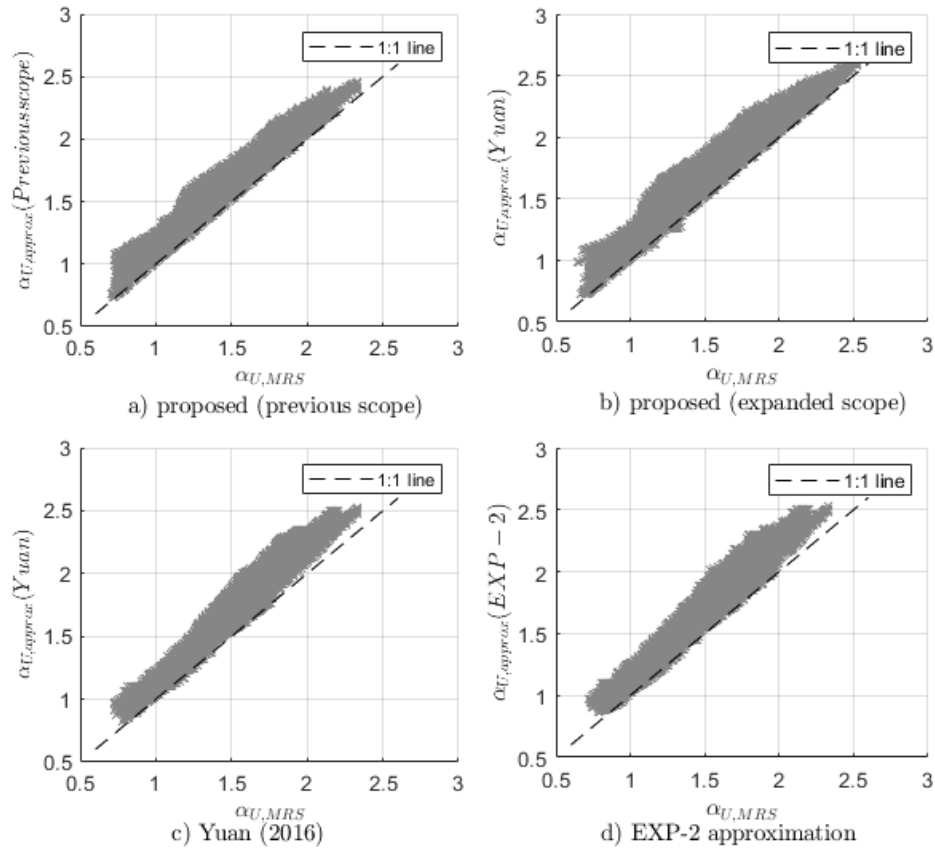 3
1:1 line
2.5
2
1.5
1
0.5
0.5 1 1.5 2 2.5 3
α_{U,approx}(Previousscope)
α_{U,MRS}
a) proposed (previous scope)
3
1:1 line
2.5
2
1.5
1
0.5
0.5 1 1.5 2 2.5 3
α_{U,approx}(Yuan)
α_{U,MRS}
b) proposed (expanded scope)
3
1:1 line
2.5
2
1.5
1
0.5
0.5 1 1.5 2 2.5 3
α_{U,approx}(Yuan)
α_{U,MRS}
c) Yuan (2016)
3
1:1 line
2.5
2
1.5
1
0.5
0.5 1 1.5 2 2.5 3
α_{U,approx}(EXP − 2)
α_{U,MRS}
d) EXP-2 approximation